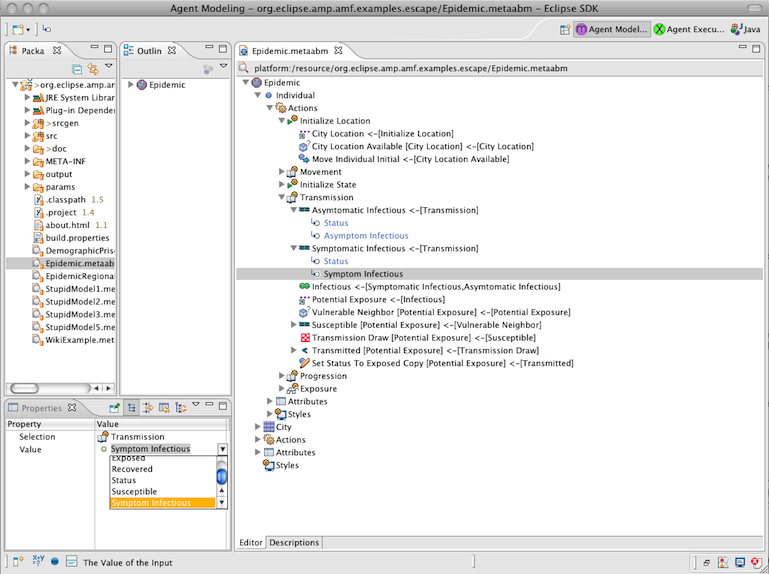 Agent Modeling - org.eclipse.amp.amf.examples.escape/Epidemic.metaabm - Eclipse SDK
Agent Model...
Agent Execu...
Java
Packa
Outlin
Epidemic.metaabm
>org.eclipse.amp.am
JRE System Librar
Plug-in Depender
>srcgen
src
>doc
META-INF
output
params
.classpath 1.5
.project 1.4
about.html 1.1
build.properties
DemographicPris
Epidemic.metaab
EpidemicRegiona
StupidModel1.me
StupidModel2.me
StupidModel3.me
StupidModel5.me
WikiExample.met
Epidemic
platform:/resource/org.eclipse.amp.amf.examples.escape/Epidemic.metaabm
Epidemic
Individual
Actions
Initialize Location
City Location <-[Initialize Location]
City Location Available [City Location] <-[City Location]
Move Individual Initial <-[City Location Available]
Movement
Initialize State
Transmission
Asymtomatic Infectious <-[Transmission]
Status
Asymptom Infectious
Symptomatic Infectious <-[Transmission]
Status
Symptom Infectious
Infectious <-[Symptomatic Infectious,Asymtomatic Infectious]
Potential Exposure <-[Infectious]
Vulnerable Neighbor [Potential Exposure] <-[Potential Exposure]
Susceptible [Potential Exposure] <-[Vulnerable Neighbor]
Transmission Draw [Potential Exposure] <-[Susceptible]
Transmitted [Potential Exposure] <-[Transmission Draw]
Set Status To Exposed Copy [Potential Exposure] <-[Transmitted]
Progression
Exposure
Attributes
Styles
City
Actions
Attributes
Styles
Editor
Descriptions
Properties
Property Value
Selection Transmission
Value Symptom Infectious
Exposed
Recovered
Status
Susceptible
Symptom Infectious
The Value of the Input